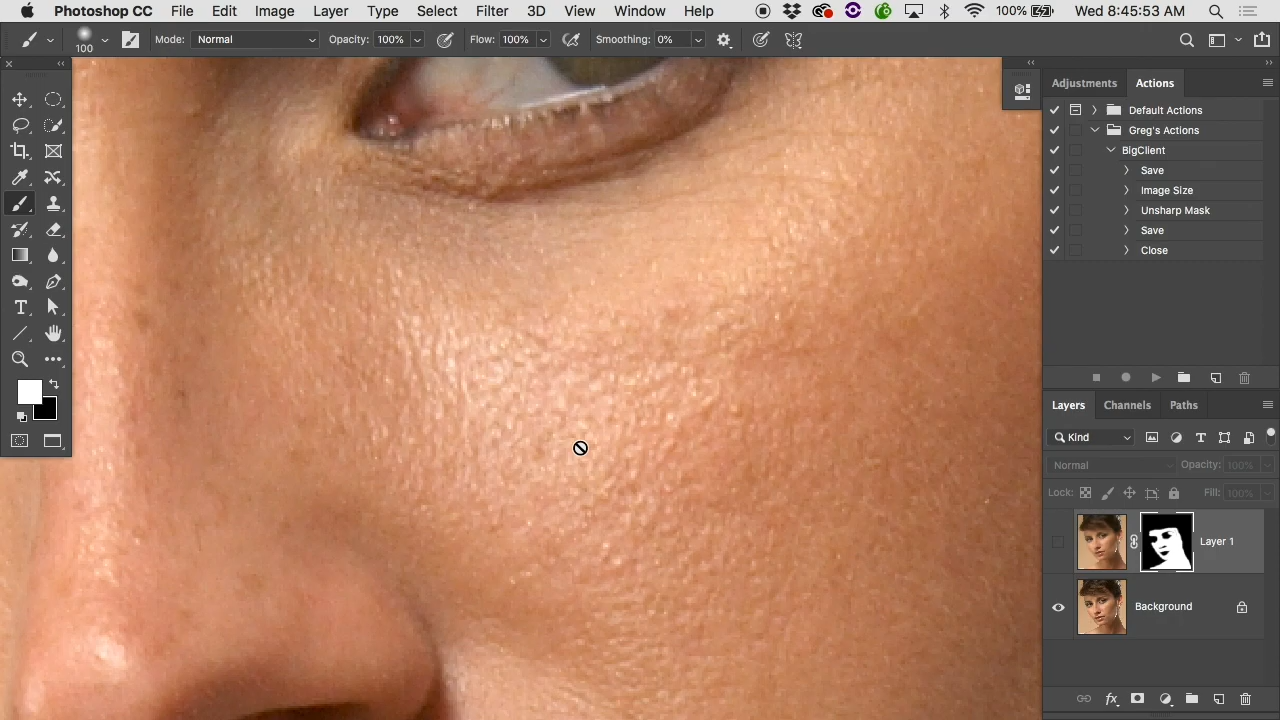 Photoshop CC File Edit Image Layer Type Select Filter 3D View Window Help 100% Wed 8:45:53 AM
100 Mode: Normal Opacity: 100% Flow: 100% Smoothing: 0%
Adjustments Actions
Default Actions
Greg's Actions
BigClient
Save
Image Size
Unsharp Mask
Save
Close
Layers Channels Paths
Kind
Normal Opacity: 100%
Lock: Fill: 100%
Layer 1
Background